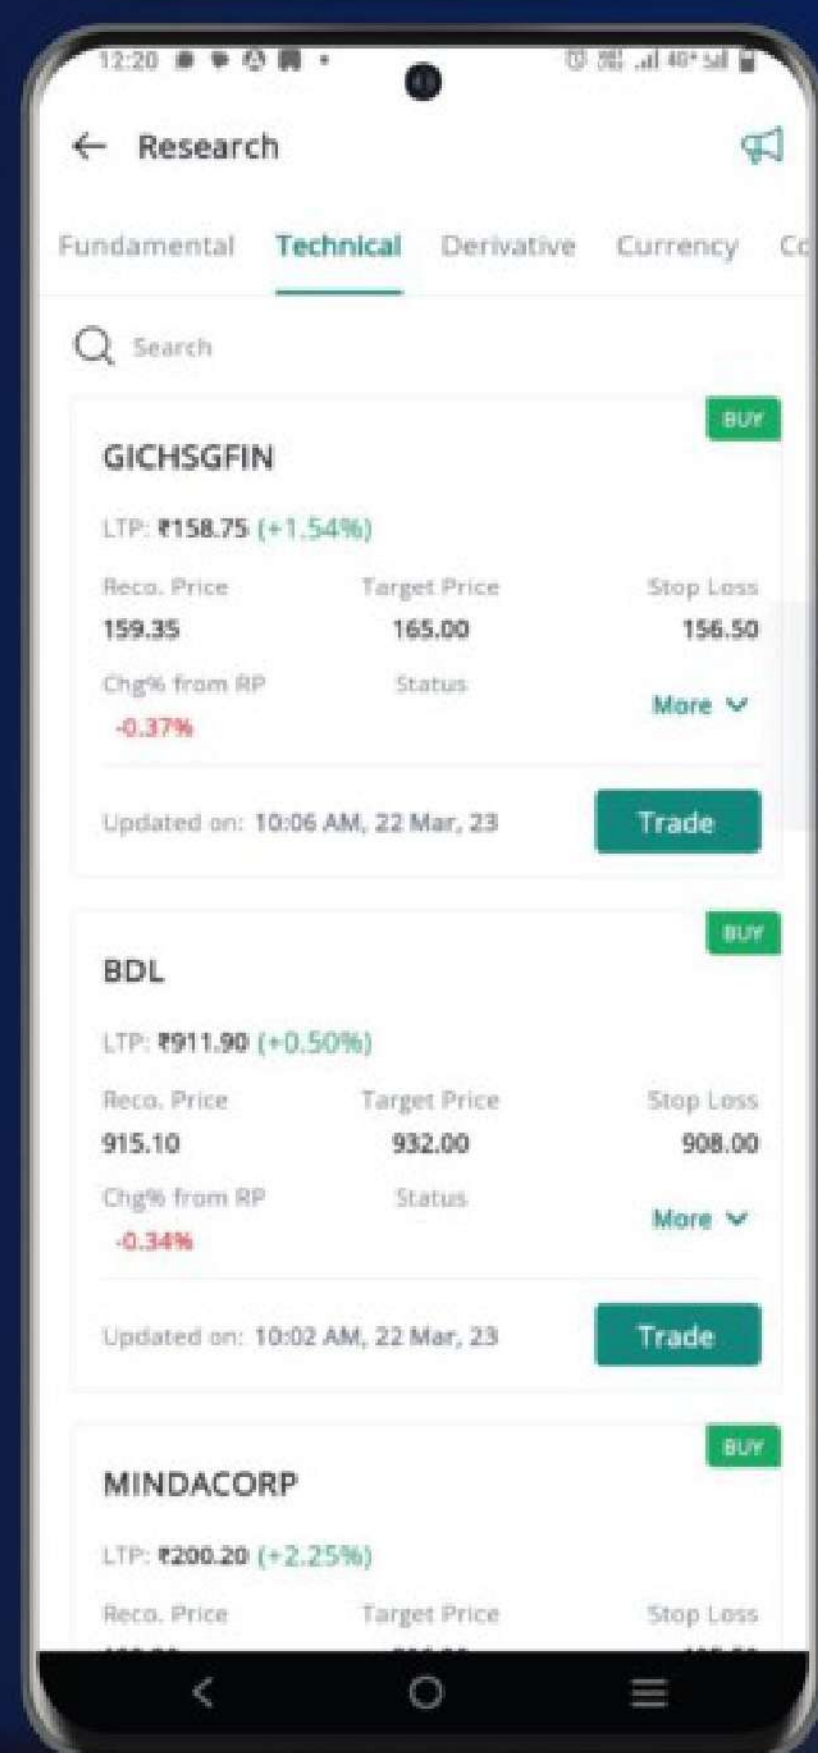 12:20
Research
Fundamental Technical Derivative Currency Cc
Search
BUY
GICHSGFIN
LTP: ₹158.75 (+1.54%)
Reco. Price Target Price Stop Loss
159.35 165.00 156.50
Chg% from RP Status
More
-0.37%
Updated on: 10:06 AM, 22 Mar, 23 Trade
BUY
BDL
LTP: ₹911.90 (+0.50%)
Reco. Price Target Price Stop Loss
915.10 932.00 908.00
Chg% from RP Status
More
-0.34%
Updated on: 10:02 AM, 22 Mar, 23 Trade
BUY
MINDACORP
LTP: ₹200.20 (+2.25%)
Reco. Price Target Price Stop Loss